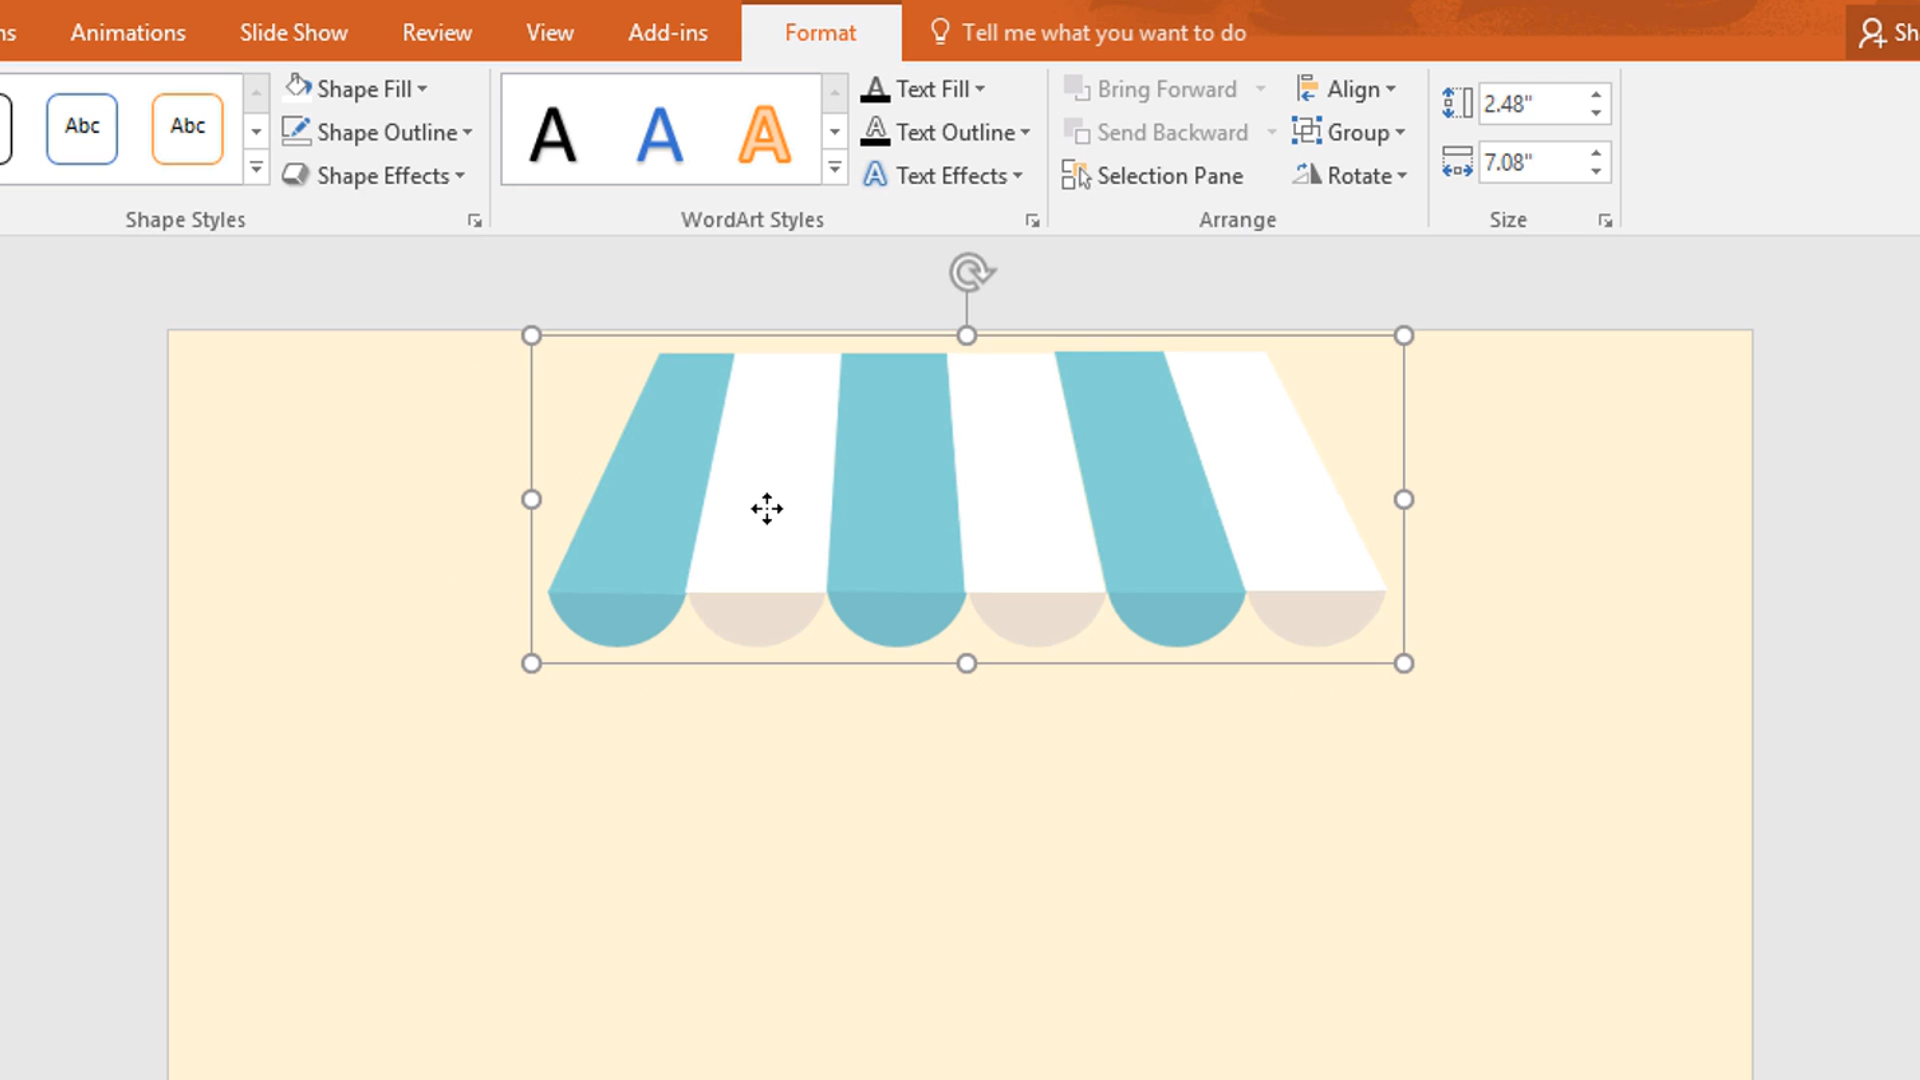 ns Animations Slide Show Review View Add-ins Format Tell me what you want to do Sh
Abc Abc Shape Fill A A A Text Fill Bring Forward Align 2.48"
Shape Outline Text Outline Send Backward Group
Shape Effects Text Effects Selection Pane Rotate 7.08"
Shape Styles WordArt Styles Arrange Size